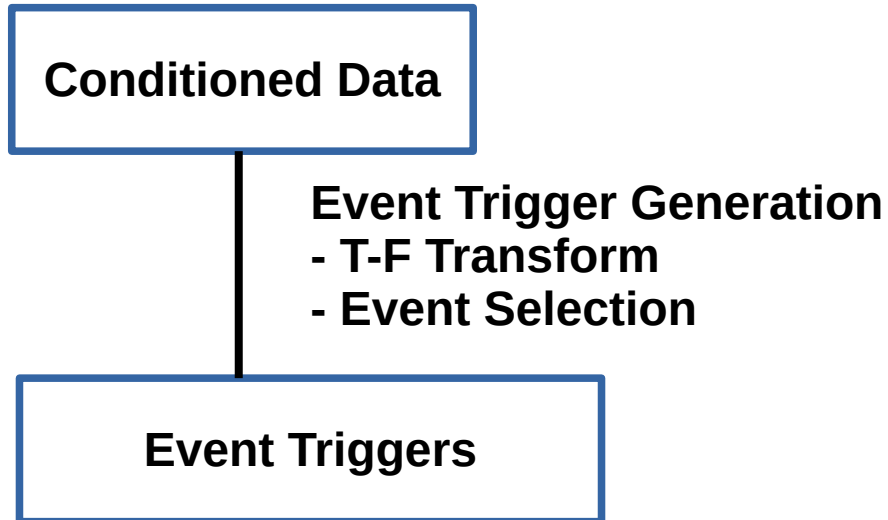 Conditioned Data
Event Trigger Generation
- T-F Transform
- Event Selection
Event Triggers